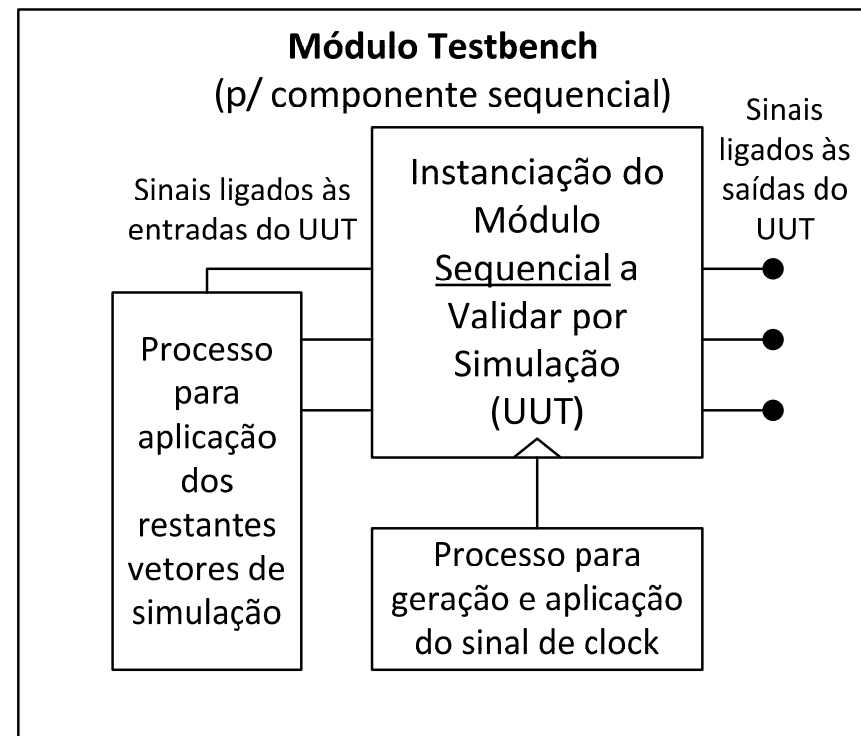 Módulo Testbench
(p/ componente sequencial)
Sinais
ligados às
saídas do
UUT
Sinais ligados às
entradas do UUT
Instanciação do
Módulo
Sequencial a
Validar por
Simulação
(UUT)
Processo
para
aplicação
dos
restantes
vetores de
simulação
Processo para
geração e aplicação
do sinal de clock